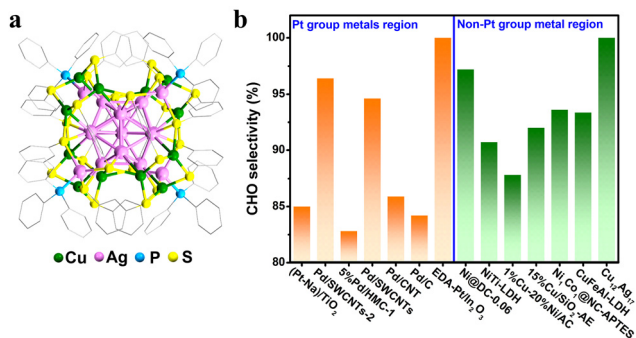 a
Cu Ag P S
b
Pt group metals region
Non-Pt group metal region
CHO selectivity (%)
100
95
90
85
80
(Pt-Na)/TiO2
Pd/SWCNTs-2
5%Pd/HMC-1
Pd/SWCNTs
Pd/CNT
Pd/C
EDA-Pt/In2O3
Ni@DC-0.06
NiTi-LDH
1%Cu-20%Ni/AC
15%Cu/SiO2-AE
Ni1Co1@NC-APTES
CuFeAl-LDH
Cu12Ag17